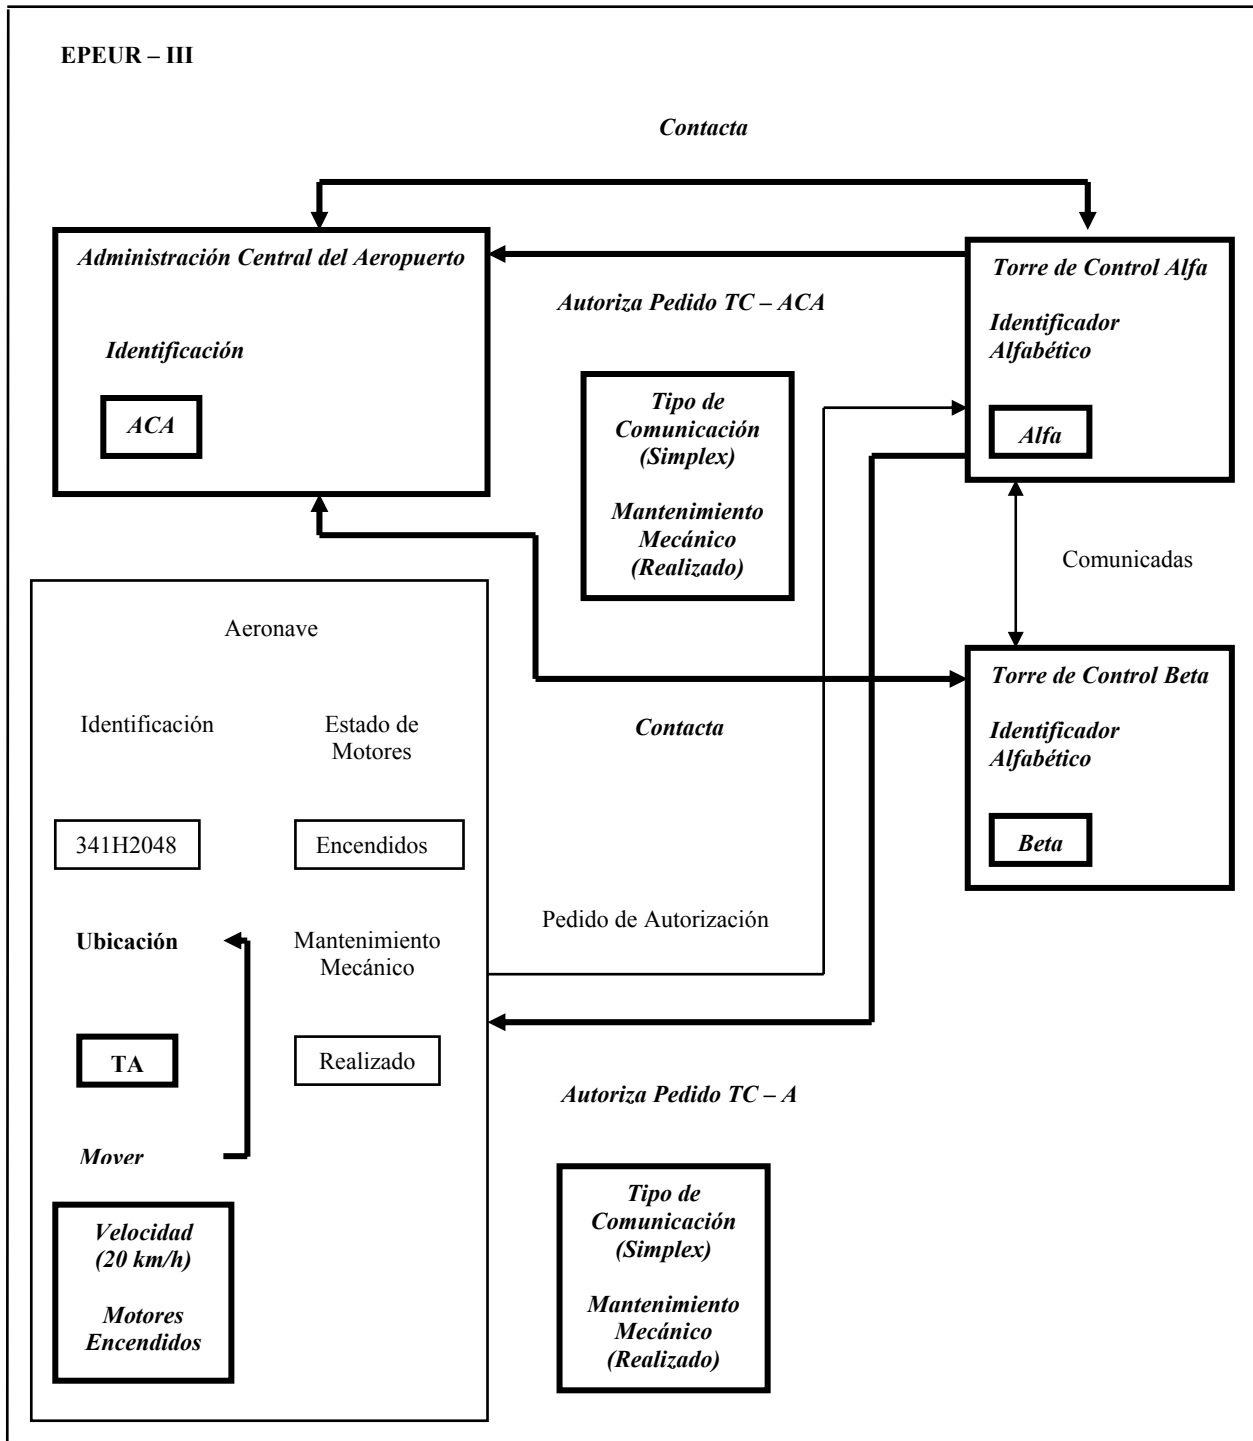 EPEUR – III
Contacta
Administración Central del Aeropuerto
Identificación
ACA
Autoriza Pedido TC – ACA
Tipo de
Comunicación
(Simplex)
Mantenimiento
Mecánico
(Realizado)
Torre de Control Alfa
Identificador
Alfabético
Alfa
Comunicadas
Torre de Control Beta
Identificador
Alfabético
Beta
Contacta
Aeronave
Identificación
341H2048
Estado de
Motores
Encendidos
Ubicación
TA
Mantenimiento
Mecánico
Realizado
Mover
Velocidad
(20 km/h)
Motores
Encendidos
Pedido de Autorización
Autoriza Pedido TC – A
Tipo de
Comunicación
(Simplex)
Mantenimiento
Mecánico
(Realizado)